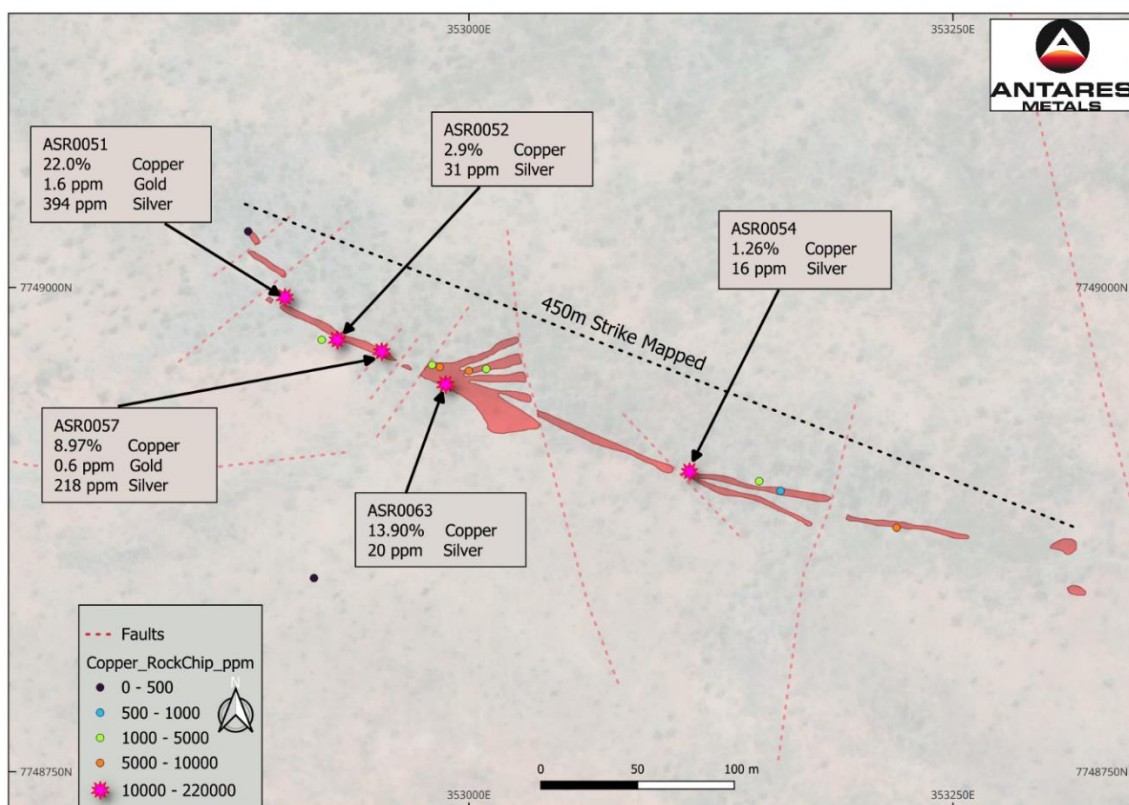 353000E
353250E
ANTARES
METALS
ASR0051
22.0% Copper
1.6 ppm Gold
394 ppm Silver
ASR0052
2.9% Copper
31 ppm Silver
ASR0054
1.26% Copper
16 ppm Silver
7749000N
7749000N
450m Strike Mapped
ASR0057
8.97% Copper
0.6 ppm Gold
218 ppm Silver
ASR0063
13.90% Copper
20 ppm Silver
Faults
Copper_RockChip_ppm
0 - 500
500 - 1000
1000 - 5000
5000 - 10000
10000 - 220000
N
0 50 100 m
7748750N
7748750N
353000E
353250E